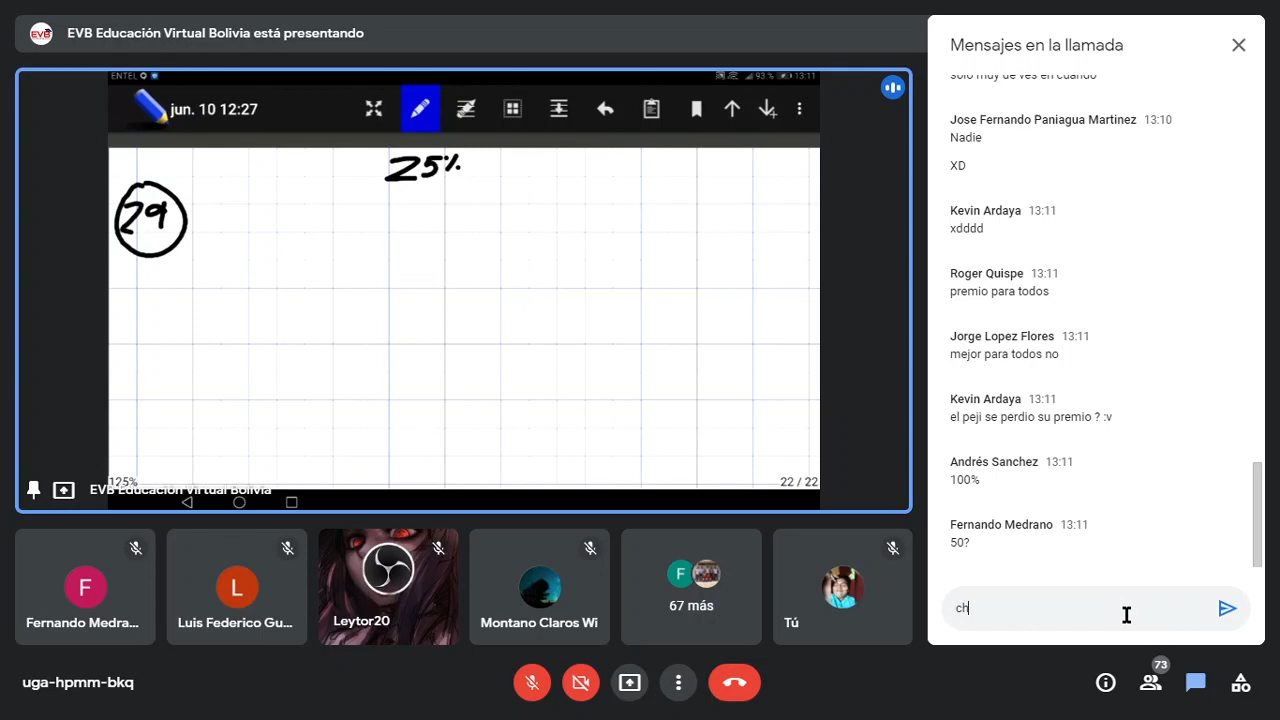 EVB Educación Virtual Bolivia está presentando
ENTEL
93 %
13:11
jun. 10 12:27
25%
29
125%
22 / 22
EVB Educación Virtual Bolivia
Fernando Medra...
Luis Federico Gu...
Leytor20
Montano Claros Wi
F
L
F
67 más
Tú
uga-hpmm-bkq
Mensajes en la llamada
solo muy de ves en cuando
Jose Fernando Paniagua Martinez 13:10
Nadie
XD
Kevin Ardaya 13:11
xdddd
Roger Quispe 13:11
premio para todos
Jorge Lopez Flores 13:11
mejor para todos no
Kevin Ardaya 13:11
el peji se perdio su premio ? :v
Andrés Sanchez 13:11
100%
Fernando Medrano 13:11
50?
ch
73